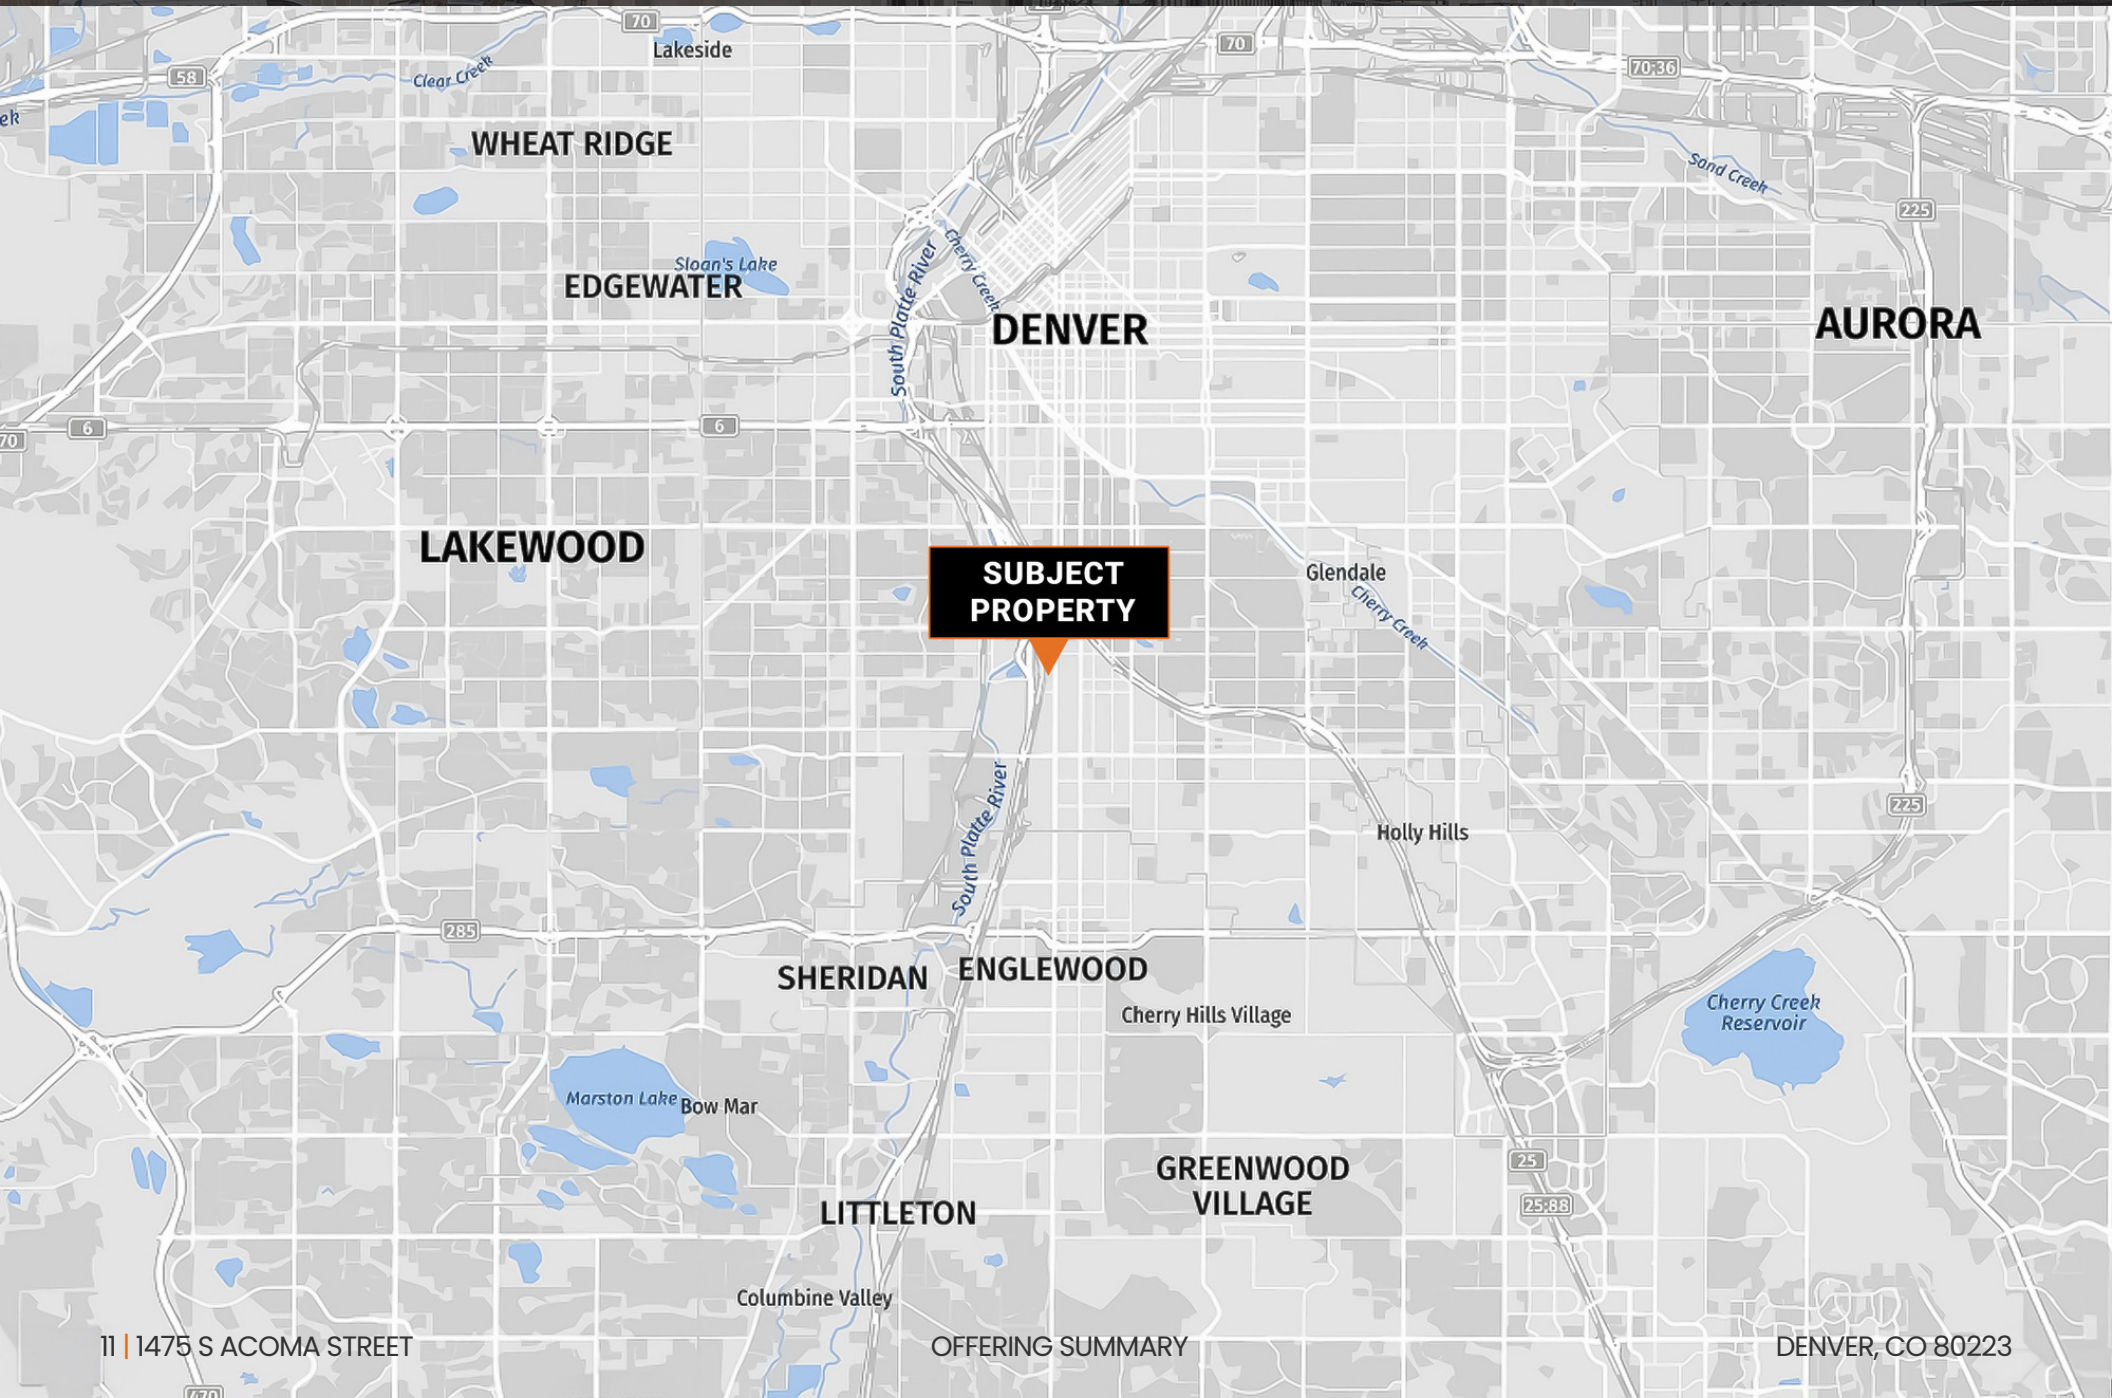 70
Lakeside
70
70;36
58
Clear Creek
ek
WHEAT RIDGE
Sand Creek
225
Sloan's Lake
EDGEWATER
Cherry Creek
South Platte River
DENVER
AURORA
70
6
6
LAKEWOOD
SUBJECT
PROPERTY
Glendale
Cherry Creek
South Platte River
225
Holly Hills
285
SHERIDAN
ENGLEWOOD
Cherry Hills Village
Cherry Creek
Reservoir
Marston Lake
Bow Mar
25
GREENWOOD
VILLAGE
25;88
LITTLETON
Columbine Valley
11 | 1475 S ACOMA STREET
OFFERING SUMMARY
DENVER, CO 80223
470